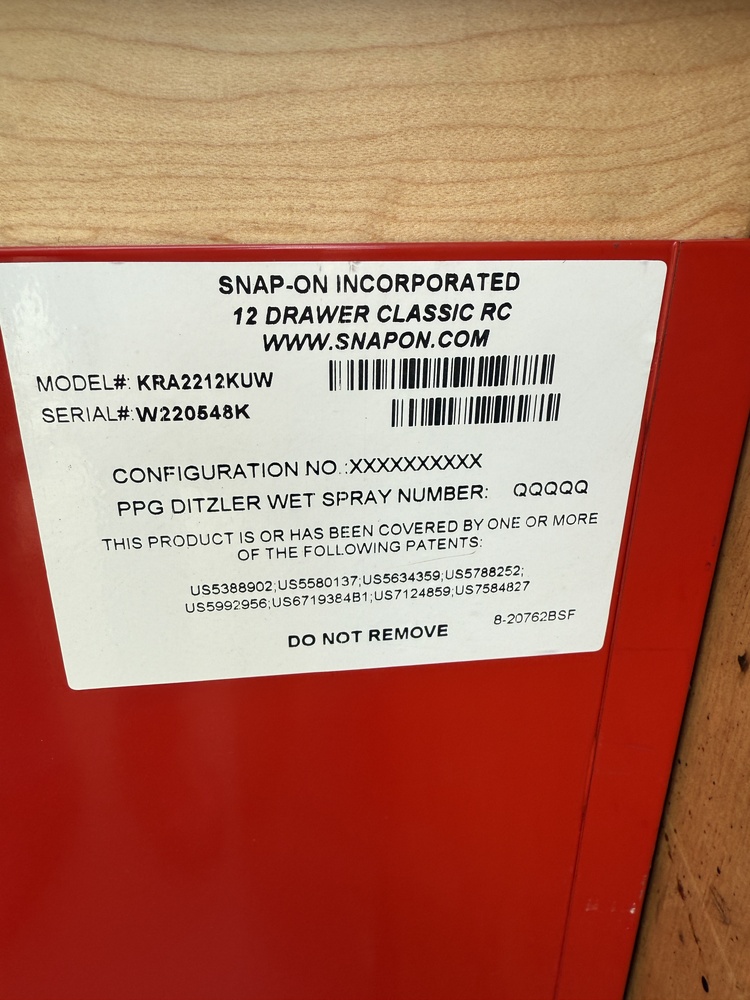 SNAP-ON INCORPORATED
12 DRAWER CLASSIC RC
WWW.SNAPON.COM
MODEL#: KRA2212KUW
SERIAL#:W220548K
CONFIGURATION NO.:XXXXXXXXXX
PPG DITZLER WET SPRAY NUMBER: QQQQQ
THIS PRODUCT IS OR HAS BEEN COVERED BY ONE OR MORE
OF THE FOLLOWING PATENTS:
US5388902;US5580137;US5634359;US5788252;
US5992956;US6719384B1;US7124859;US7584827
8-20762BSF
DO NOT REMOVE